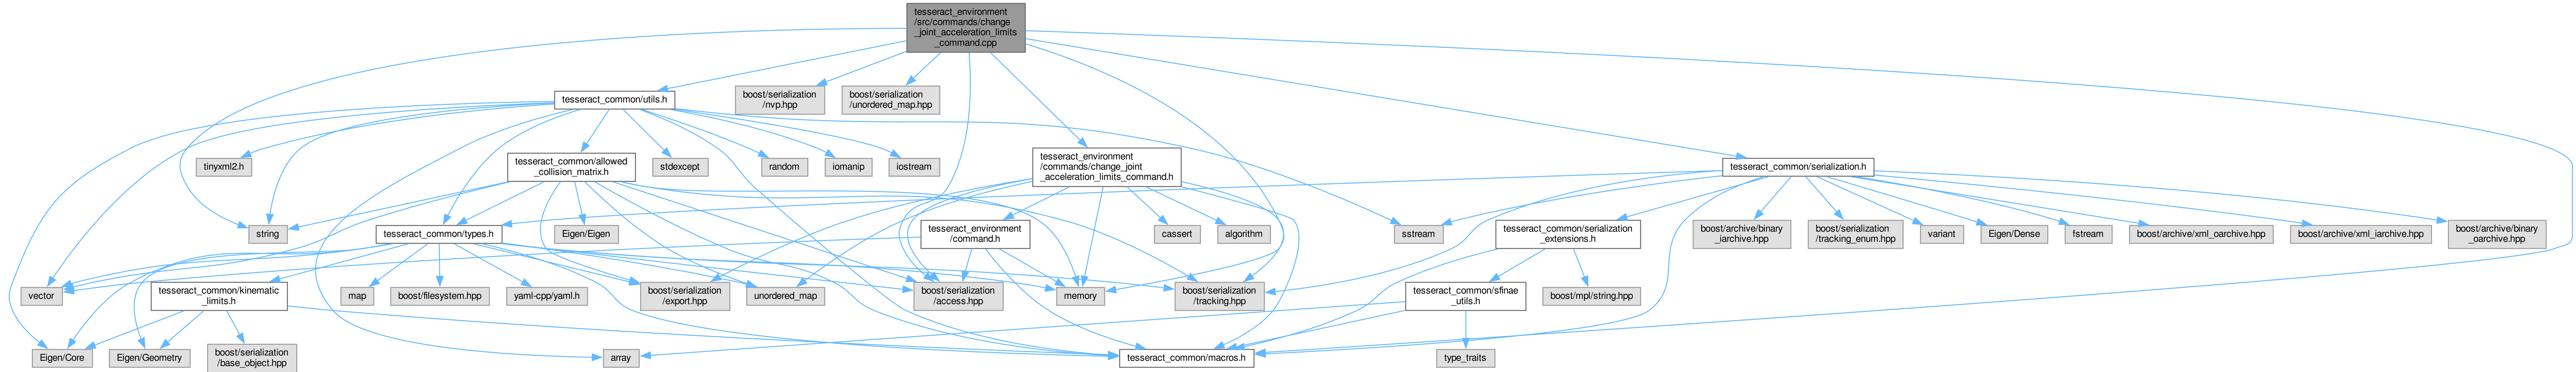 tesseract_environment
/src/commands/change
_joint_acceleration_limits
_command.cpp
tesseract_common/utils.h
boost/serialization
/nvp.hpp
boost/serialization
/unordered_map.hpp
tinyxml2.h
tesseract_common/allowed
_collision_matrix.h
stdexcept
random
iomanip
iostream
tesseract_environment
/commands/change_joint
_acceleration_limits_command.h
tesseract_common/serialization.h
string
tesseract_common/types.h
Eigen/Eigen
tesseract_environment
/command.h
cassert
algorithm
sstream
tesseract_common/serialization
_extensions.h
boost/archive/binary
_iarchive.hpp
boost/serialization
/tracking_enum.hpp
variant
Eigen/Dense
fstream
boost/archive/xml_oarchive.hpp
boost/archive/xml_iarchive.hpp
boost/archive/binary
_oarchive.hpp
vector
tesseract_common/kinematic
_limits.h
map
boost/filesystem.hpp
yaml-cpp/yaml.h
boost/serialization
/export.hpp
unordered_map
boost/serialization
/access.hpp
memory
boost/serialization
/tracking.hpp
tesseract_common/sfinae
_utils.h
boost/mpl/string.hpp
Eigen/Core
Eigen/Geometry
boost/serialization
/base_object.hpp
array
tesseract_common/macros.h
type_traits